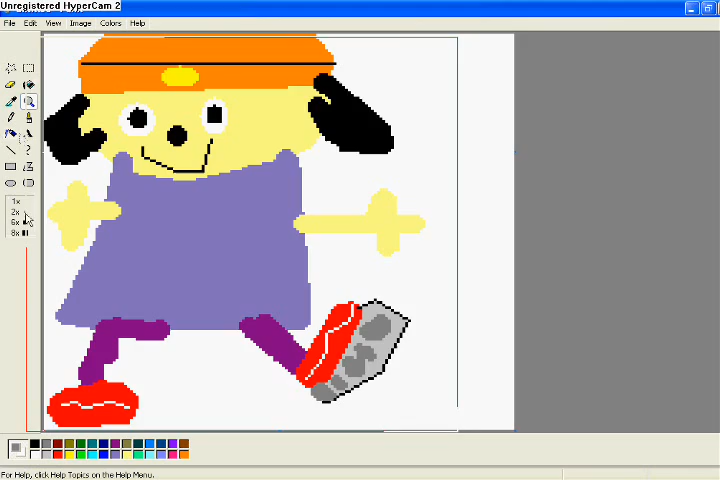 Unregistered HyperCam 2
File Edit View Image Colors Help
1x
2x
6x
8x
For Help, click Help Topics on the Help Menu.